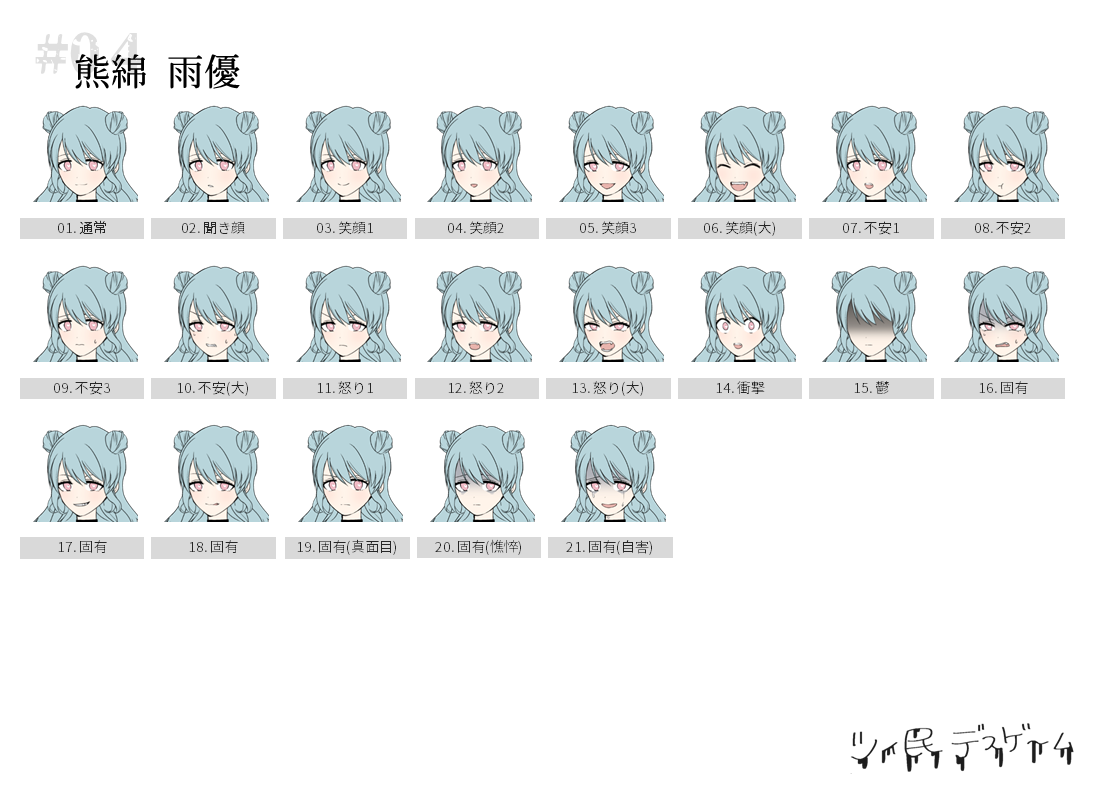 #04
熊綿 雨優
01.通常 02.聞き顔 03.笑顔1 04.笑顔2 05.笑顔3 06.笑顔(大) 07.不安1 08.不安2
09.不安3 10.不安(大) 11.怒り1 12.怒り2 13.怒り(大) 14.衝撃 15.鬱 16.固有
17.固有 18.固有 19.固有(真面目) 20.固有(憔悴) 21.固有(自害)
ツイ民デスゲーム